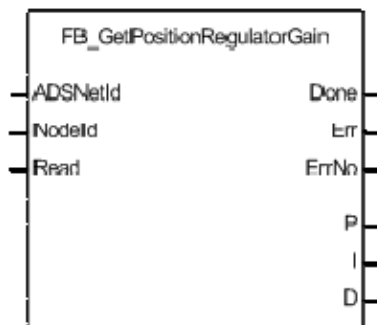 FB_GetPositionRegulatorGain
ADSNetId Done
NodeId Err
Read ErrNo
P
I
D